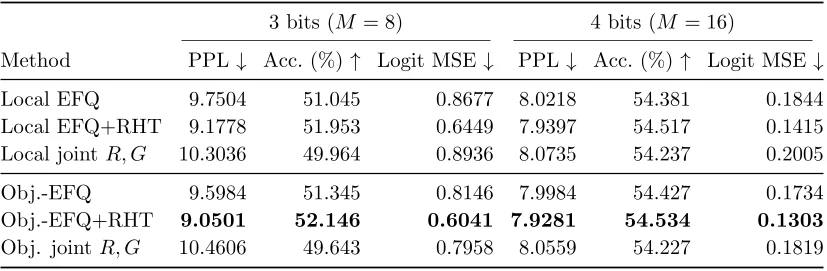 3 bits (M = 8) 4 bits (M = 16)
Method PPL ↓ Acc. (%) ↑ Logit MSE ↓ PPL ↓ Acc. (%) ↑ Logit MSE ↓
Local EFQ 9.7504 51.045 0.8677 8.0218 54.381 0.1844
Local EFQ+RHT 9.1778 51.953 0.6449 7.9397 54.517 0.1415
Local joint R, G 10.3036 49.964 0.8936 8.0735 54.237 0.2005
Obj.-EFQ 9.5984 51.345 0.8146 7.9984 54.427 0.1734
Obj.-EFQ+RHT 9.0501 52.146 0.6041 7.9281 54.534 0.1303
Obj. joint R, G 10.4606 49.643 0.7958 8.0559 54.227 0.1819